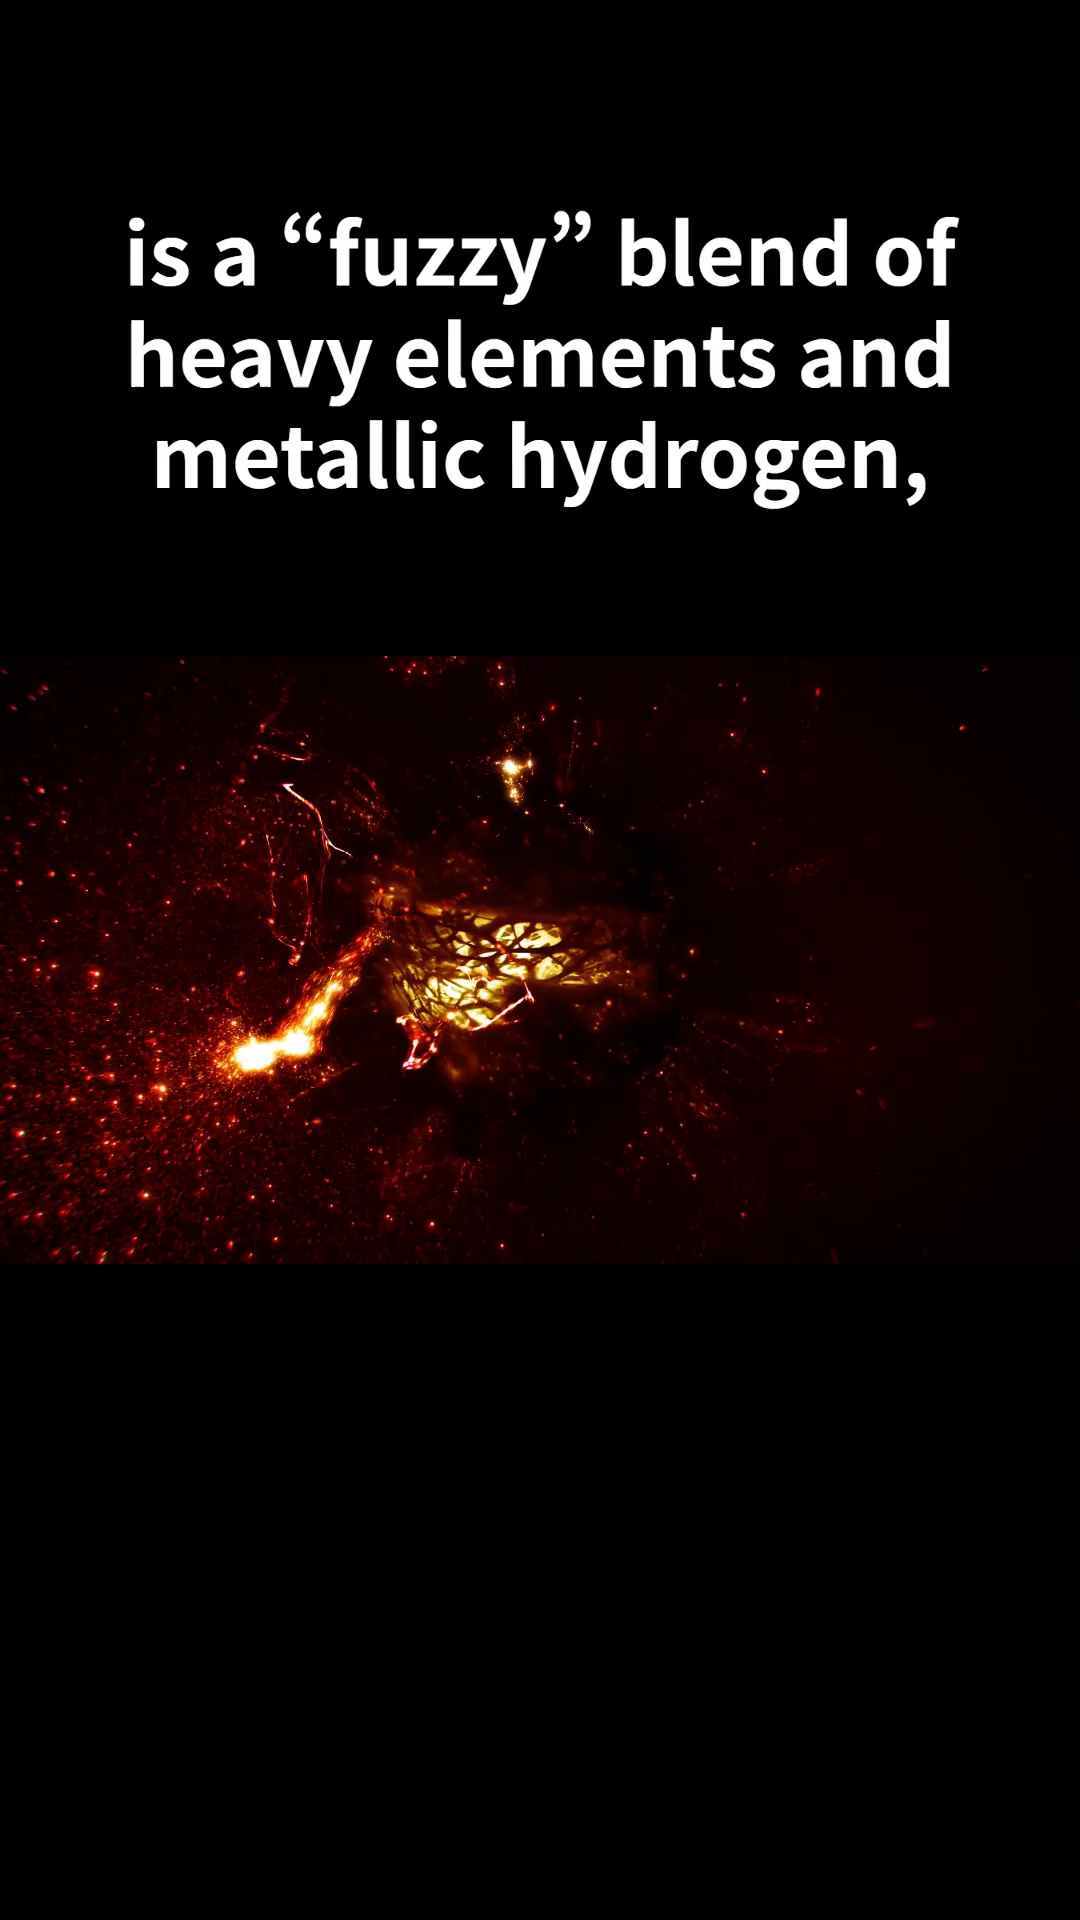 is a “fuzzy” blend of
heavy elements and
metallic hydrogen,